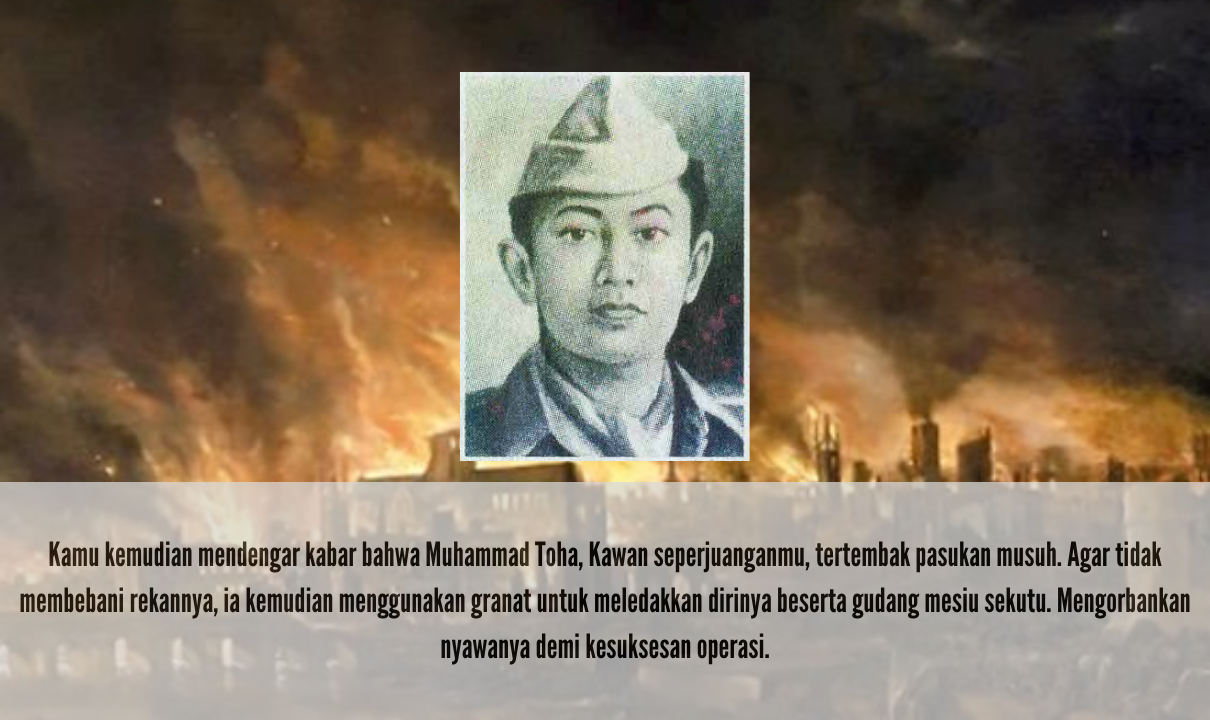 Kamu kemudian mendengar kabar bahwa Muhammad Toha, Kawan seperjuanganmu, tertembak pasukan musuh. Agar tidak
membebani rekannya, ia kemudian menggunakan granat untuk meledakkan dirinya beserta gudang mesiu sekutu. Mengorbankan
nyawanya demi kesuksesan operasi.